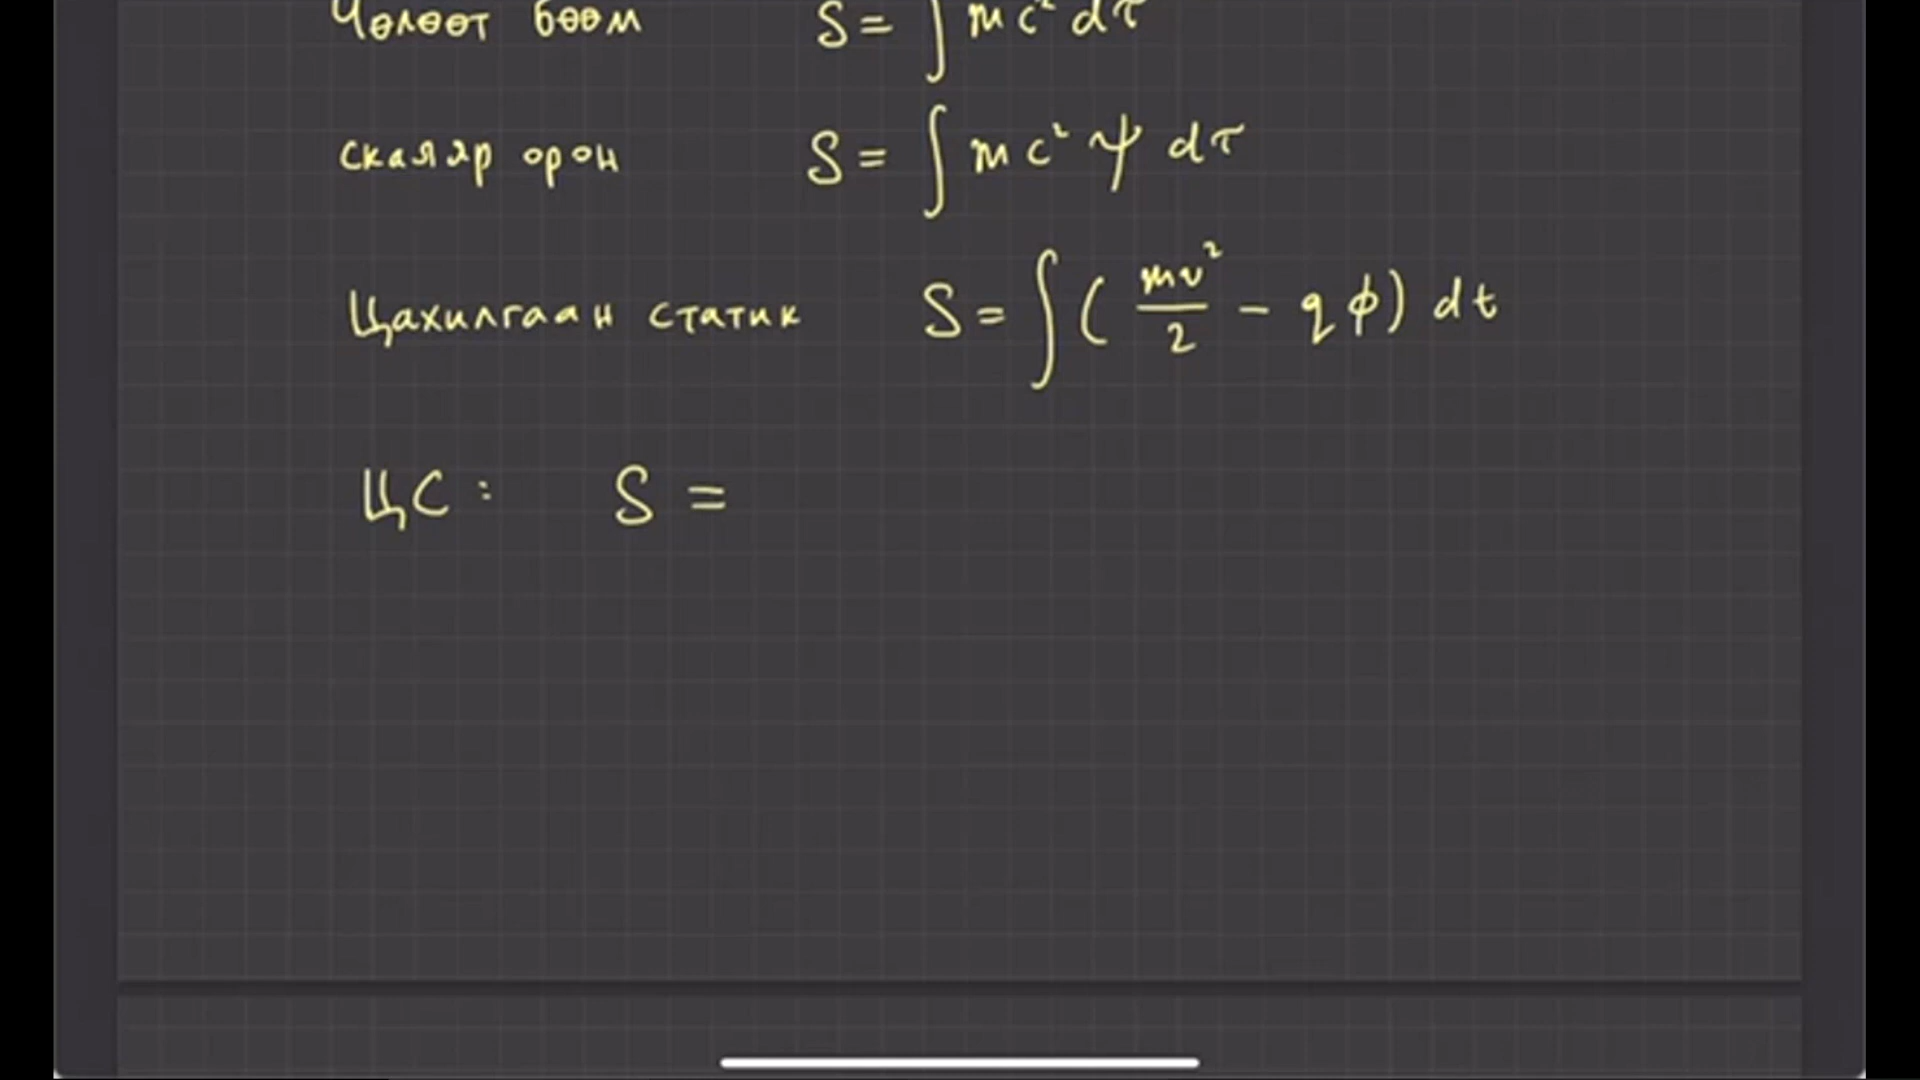 Чөлөөт бөөм S = ∫ mc² dτ
скаляр орон S = ∫ mc² ψ dτ
Цахилгаан статик S = ∫ ( mv²/2 − qϕ) dt
ЦС: S =